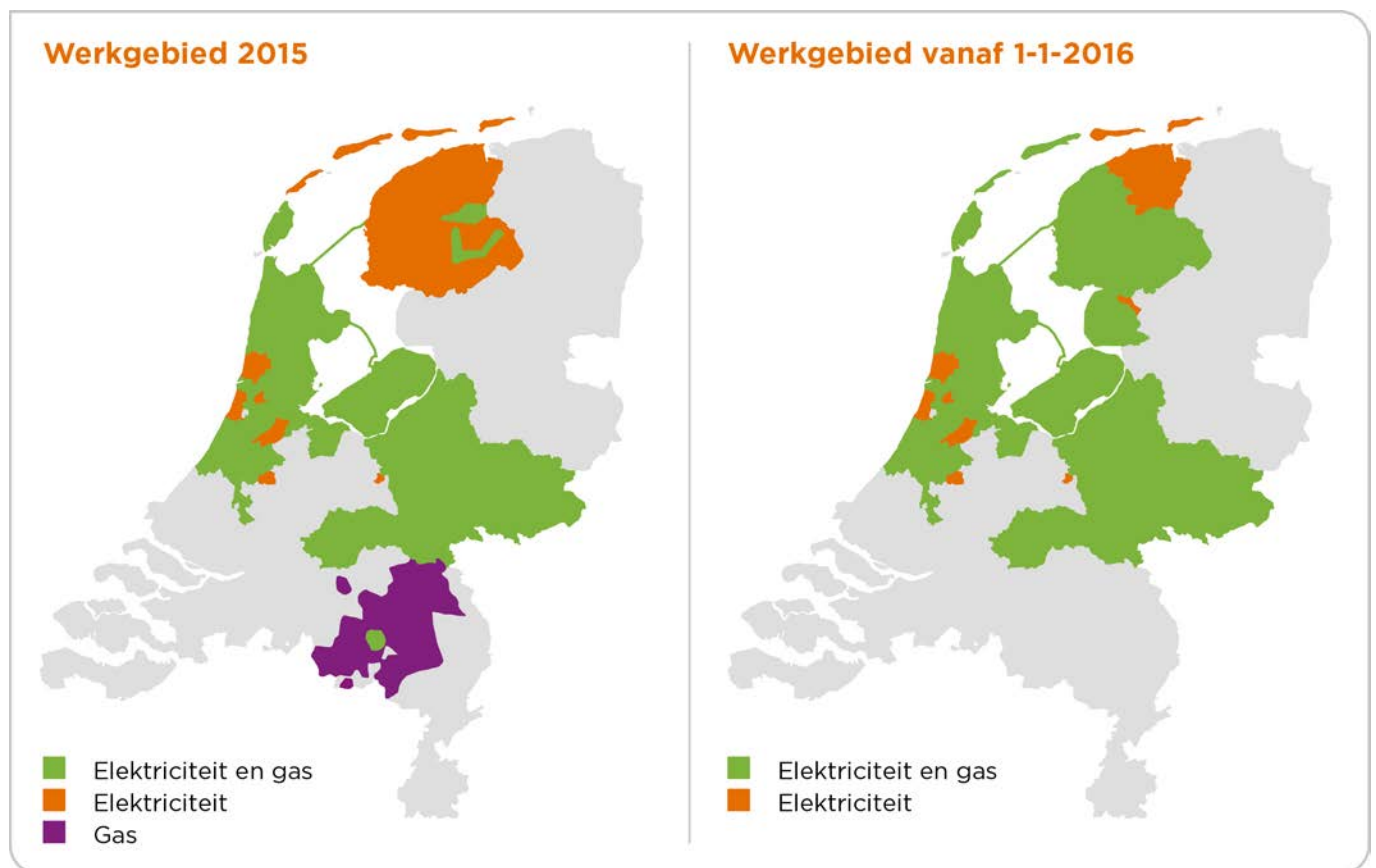 Werkgebied 2015
Elektriciteit en gas
Elektriciteit
Gas
Werkgebied vanaf 1-1-2016
Elektriciteit en gas
Elektriciteit